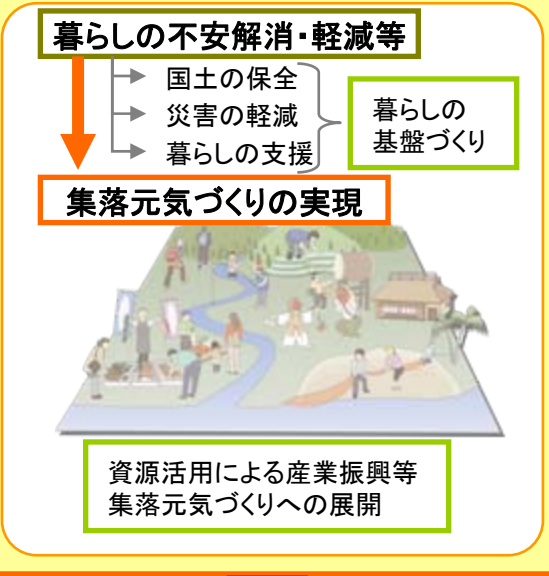 暮らしの不安解消・軽減等
国土の保全
災害の軽減
暮らしの支援
暮らしの
基盤づくり
集落元気づくりの実現
資源活用による産業振興等
集落元気づくりへの展開